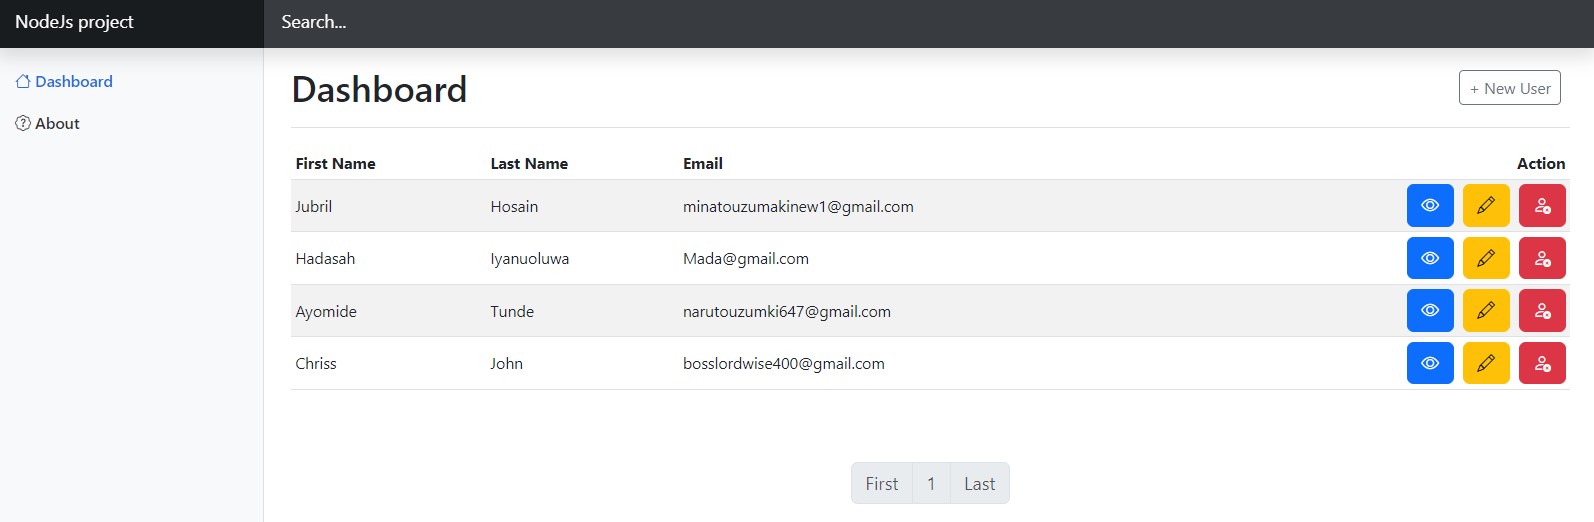 NodeJs project
Search...
Dashboard
About
Dashboard
+ New User
First Name Last Name Email Action
Jubril Hosain minatouzumakinew1@gmail.com
Hadasah Iyanuoluwa Mada@gmail.com
Ayomide Tunde narutouzumki647@gmail.com
Chriss John bosslordwise400@gmail.com
First 1 Last